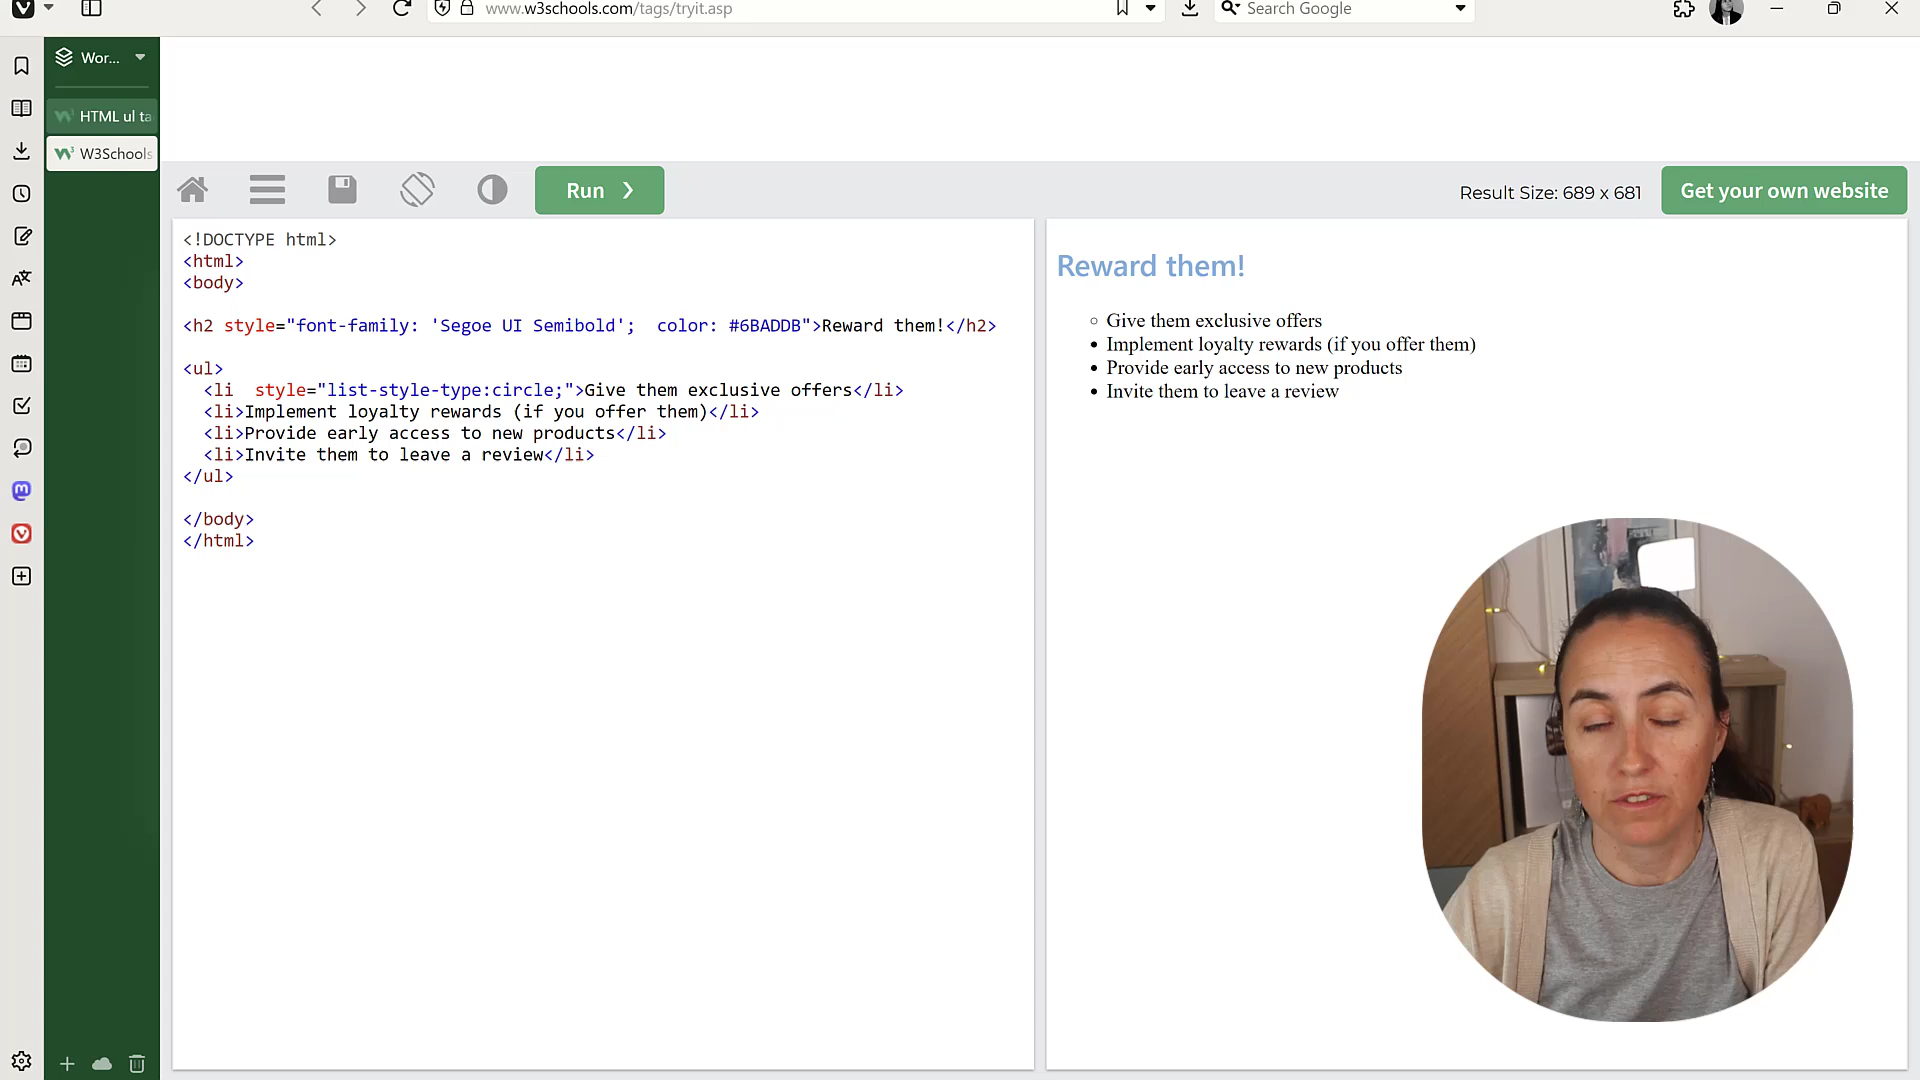 www.w3schools.com/tags/tryit.asp
Search Google
Wor...
HTML ul ta
W3Schools
Run ❯
Result Size: 689 x 681
Get your own website
<!DOCTYPE html>
<html>
<body>
<h2 style="font-family: 'Segoe UI Semibold';  color: #6BADDB">Reward them!</h2>
<ul>
  <li  style="list-style-type:circle;">Give them exclusive offers</li>
  <li>Implement loyalty rewards (if you offer them)</li>
  <li>Provide early access to new products</li>
  <li>Invite them to leave a review</li>
</ul>
</body>
</html>
Reward them!
Give them exclusive offers
Implement loyalty rewards (if you offer them)
Provide early access to new products
Invite them to leave a review